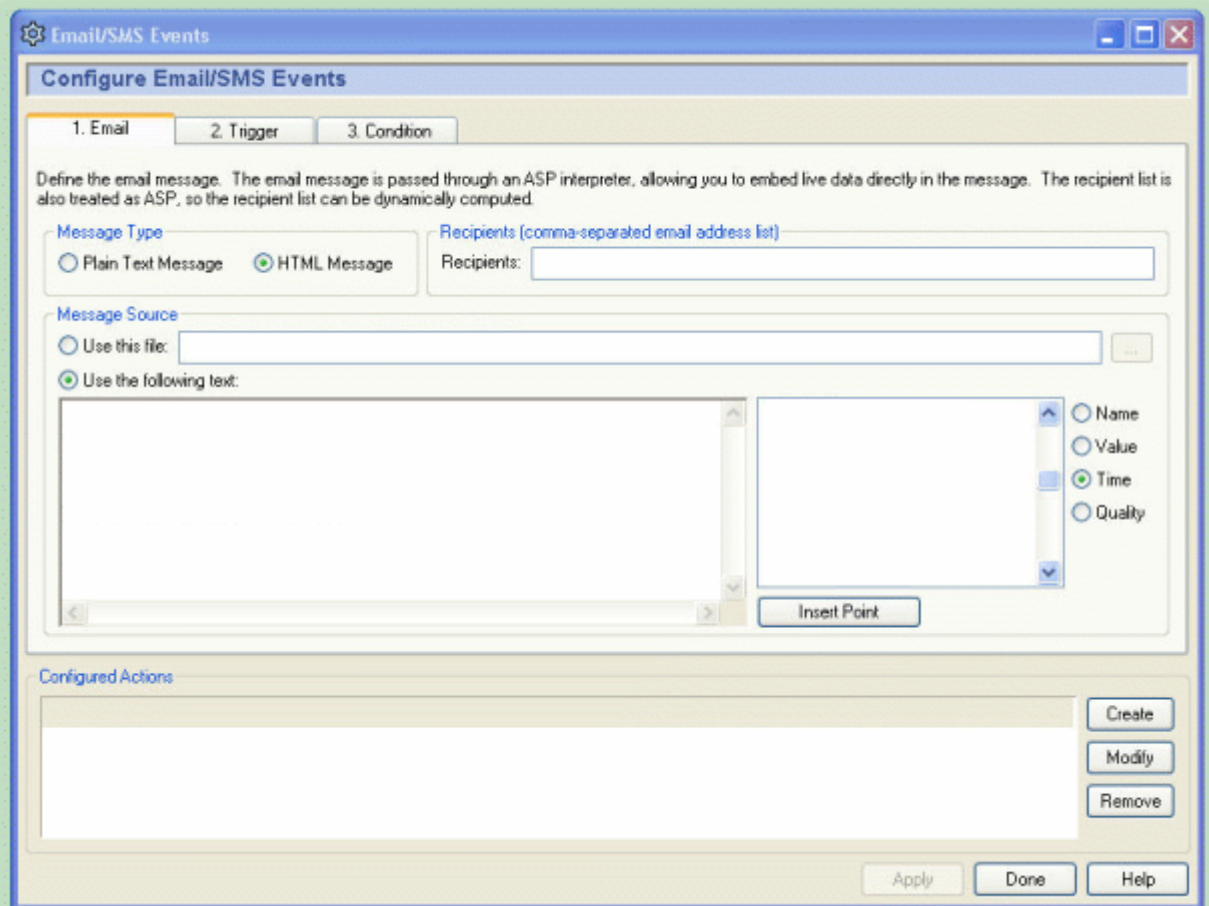 Email/SMS Events
Configure Email/SMS Events
1. Email
2. Trigger
3. Condition
Define the email message. The email message is passed through an ASP interpreter, allowing you to embed live data directly in the message. The recipient list is
also treated as ASP, so the recipient list can be dynamically computed.
Message Type
Recipients (comma-separated email address list)
Plain Text Message
HTML Message
Recipients:
Message Source
Use this file:
...
Use the following text:
Name
Value
Time
Quality
Insert Point
Configured Actions
Create
Modify
Remove
Apply
Done
Help